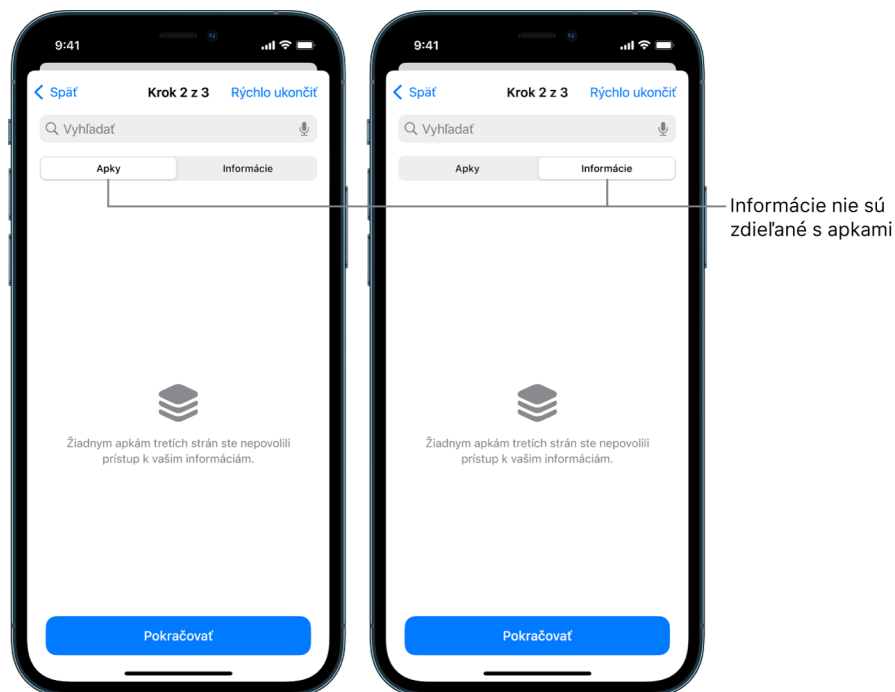 9:41
Späť
Krok 2 z 3
Rýchlo ukončiť
Vyhľadať
Apky
Informácie
Žiadnym apkám tretích strán ste nepovolili
prístup k vašim informáciám.
Pokračovať
9:41
Späť
Krok 2 z 3
Rýchlo ukončiť
Vyhľadať
Apky
Informácie
Žiadnym apkám tretích strán ste nepovolili
prístup k vašim informáciám.
Pokračovať
Informácie nie sú
zdieľané s apkami